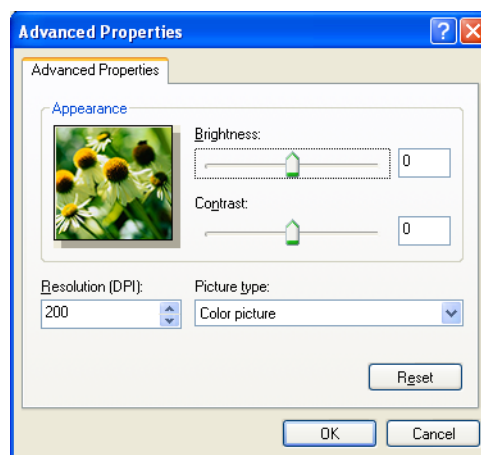 Advanced Properties
Advanced Properties
Appearance
Brightness:
0
Contrast:
0
Resolution (DPI):
Picture type:
200
Color picture
Reset
OK
Cancel